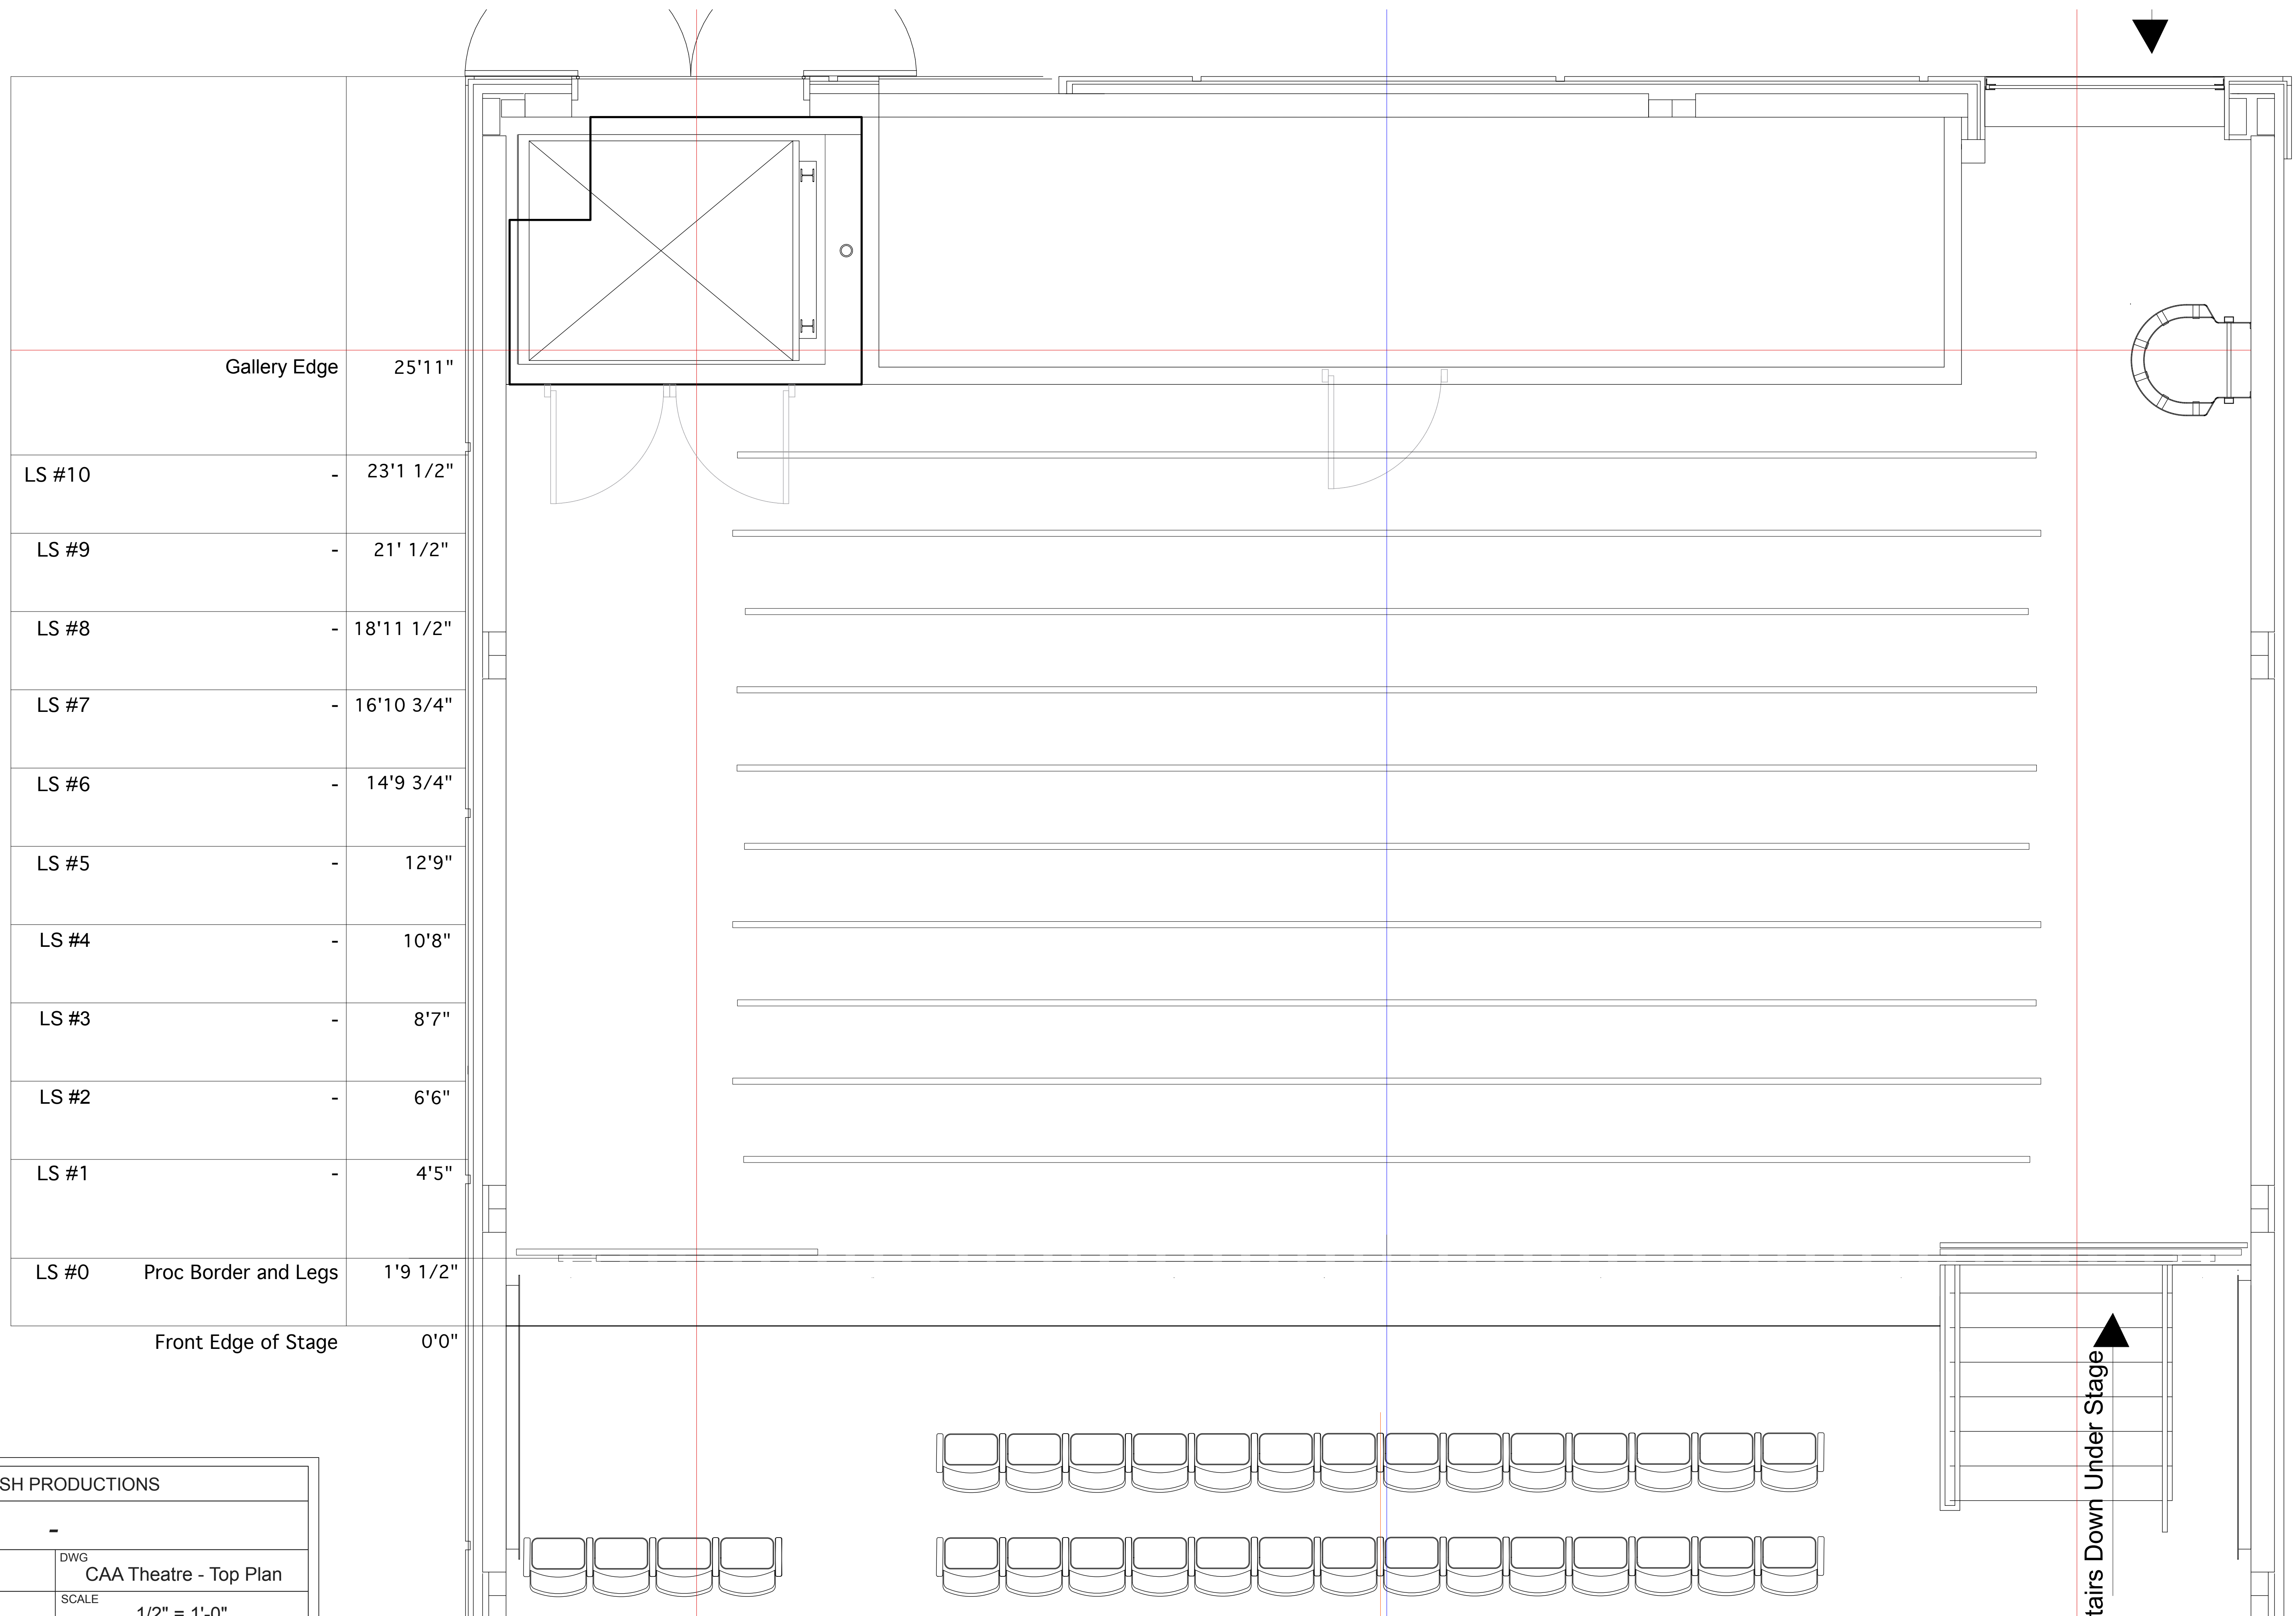 Gallery Edge 25'11"
LS #10 - 23'1 1/2"
LS #9 - 21' 1/2"
LS #8 - 18'11 1/2"
LS #7 - 16'10 3/4"
LS #6 - 14'9 3/4"
LS #5 - 12'9"
LS #4 - 10'8"
LS #3 - 8'7"
LS #2 - 6'6"
LS #1 - 4'5"
LS #0 Proc Border and Legs 1'9 1/2"
Front Edge of Stage 0'0"
tairs Down Under Stage
SH PRODUCTIONS
-
DWG
CAA Theatre - Top Plan
SCALE
1/2" = 1'-0"